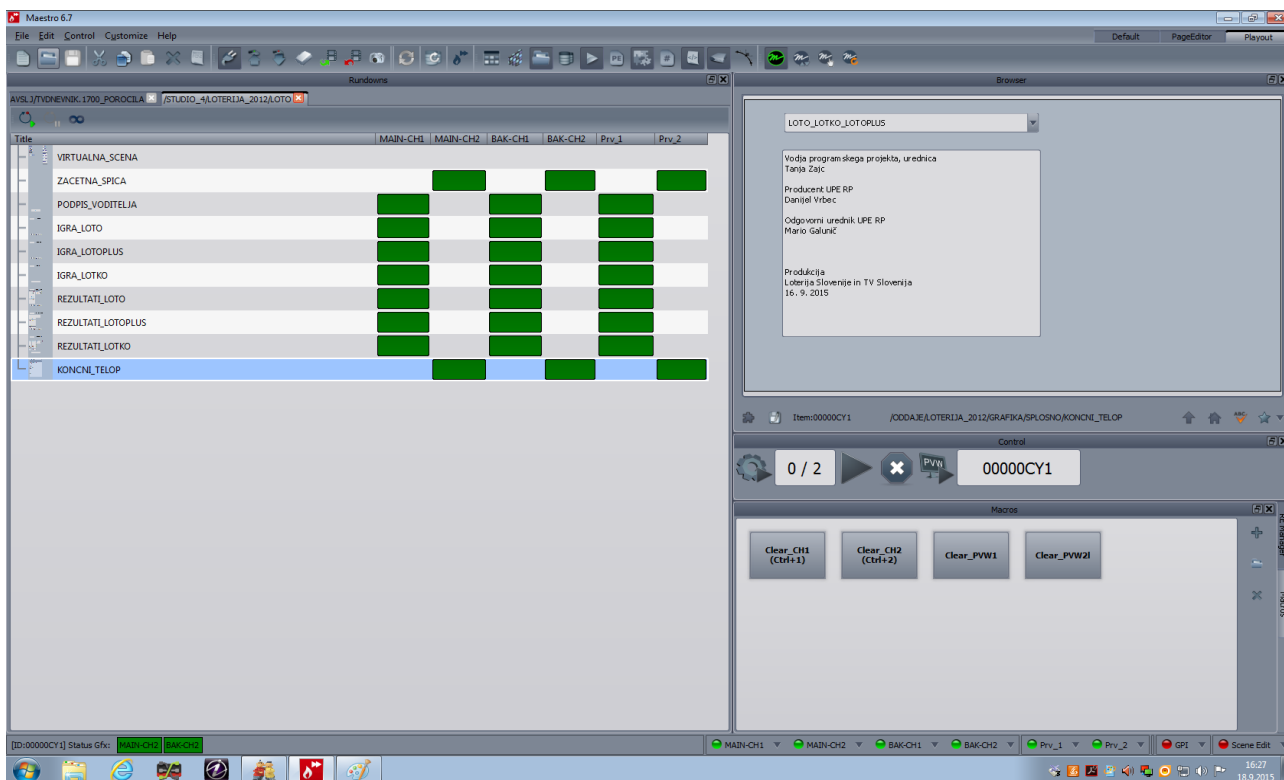 Maestro 6.7
File Edit Control Customize Help
Default PageEditor Playout
Rundowns
AVSLJ/TVDNEVNIK.1700_POROCILA /STUDIO_4/LOTERIJA_2012/LOTO
Title MAIN-CH1 MAIN-CH2 BAK-CH1 BAK-CH2 Prv_1 Prv_2
VIRTUALNA_SCENA
ZACETNA_SPICA
PODPIS_VODITELJA
IGRA_LOTO
IGRA_LOTOPLUS
IGRA_LOTKO
REZULTATI_LOTO
REZULTATI_LOTOPLUS
REZULTATI_LOTKO
KONCNI_TELOP
Browser
LOTO_LOTKO_LOTOPLUS
Vodja programskega projekta, urednica
Tanja Zajc
Producent UPE RP
Danijel Vrbec
Odgovorni urednik UPE RP
Mario Galunič
Produkcija
Loterija Slovenije in TV Slovenija
16. 9. 2015
Item:00000CY1 /ODDAJE/LOTERIJA_2012/GRAFIKA/SPLOSNO/KONCNI_TELOP
ABC
Control
0 / 2 PVW 00000CY1
Macros
Clear_CH1
(Ctrl+1)
Clear_CH2
(Ctrl+2)
Clear_PVW1
Clear_PVW2l
[ID:00000CY1] Status Gfx: MAIN-CH2 BAK-CH2
MAIN-CH1 MAIN-CH2 BAK-CH1 BAK-CH2 Prv_1 Prv_2 GPI Scene Edit
16:27
18.9.2015